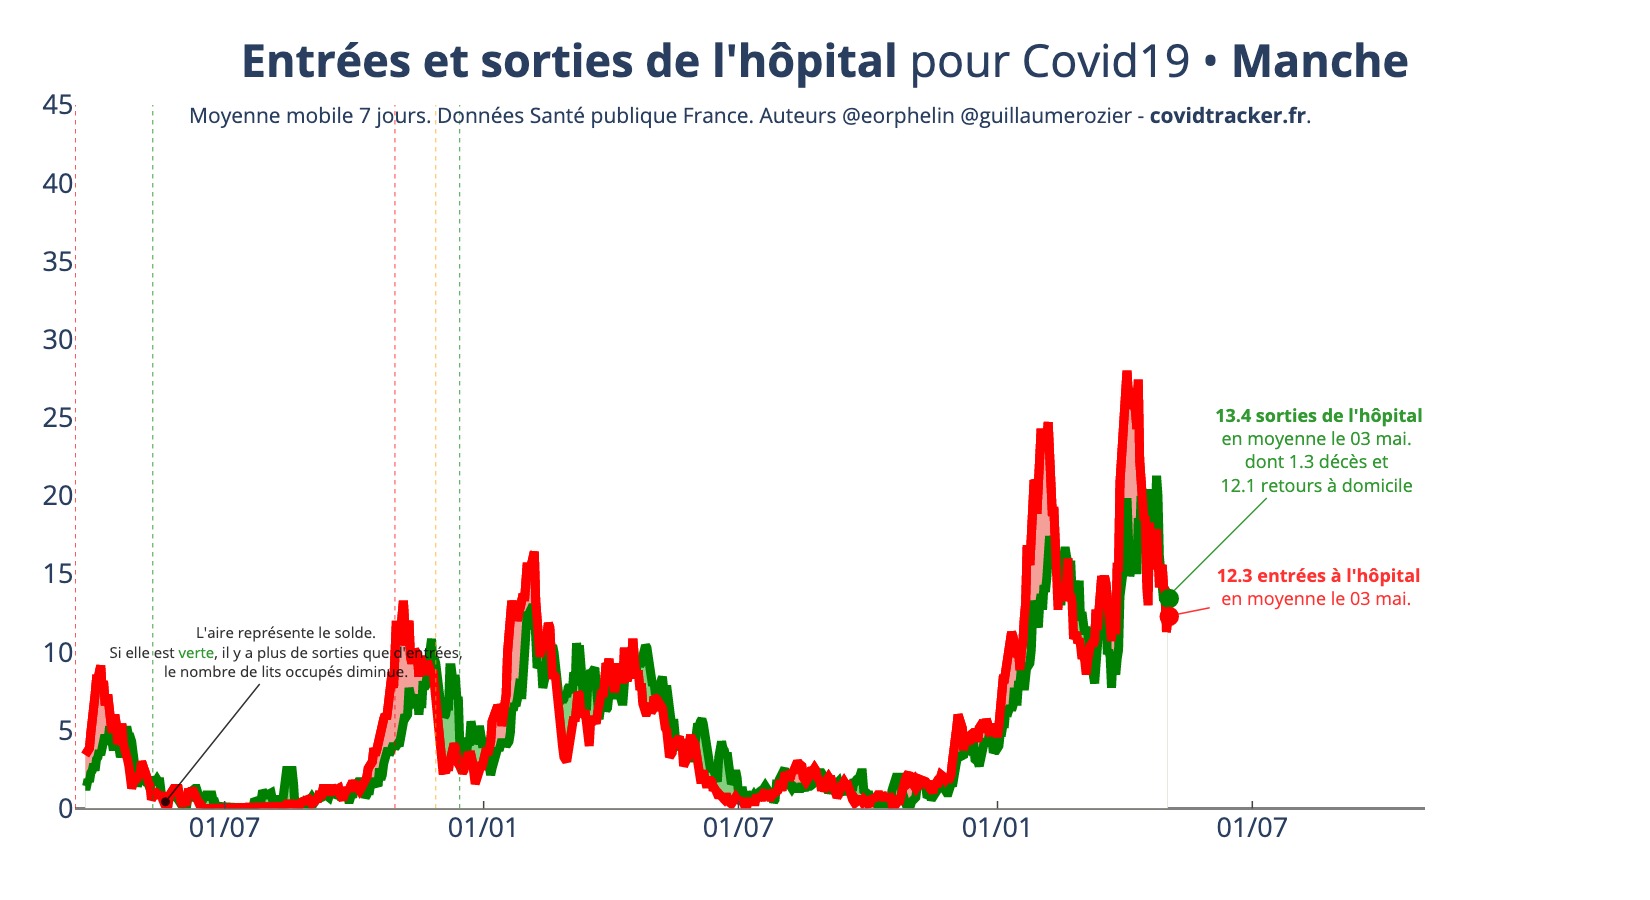 Entrées et sorties de l'hôpital pour Covid19 • Manche
Moyenne mobile 7 jours. Données Santé publique France. Auteurs @eorphelin @guillaumerozier - covidtracker.fr.
45
40
35
30
25
20
15
10
5
0
13.4 sorties de l'hôpital
en moyenne le 03 mai.
dont 1.3 décès et
12.1 retours à domicile
12.3 entrées à l'hôpital
en moyenne le 03 mai.
L'aire représente le solde.
Si elle est verte, il y a plus de sorties que d'entrées,
le nombre de lits occupés diminue.
01/07
01/01
01/07
01/01
01/07